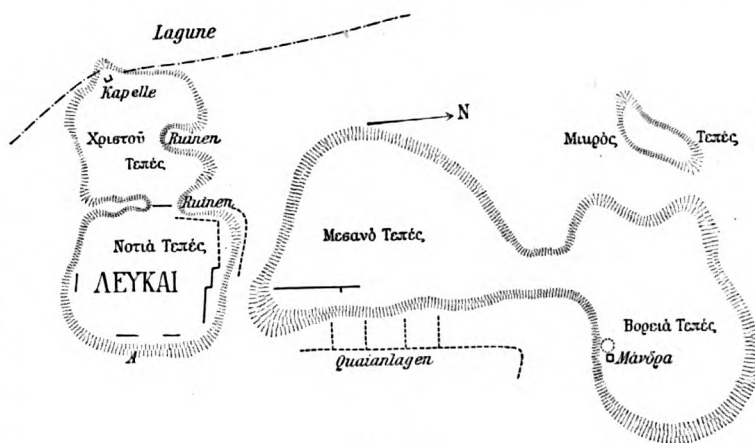 Lagune
Kapelle
Χριστοῦ
Τεπές
Ruinen
Ruinen
N
Μικρὸς Τεπές
Νοτιὰ Τεπές
ΛΕΥΚΑΙ
A
Μεσανὸ Τεπές
Quaianlagen
Βορειὰ Τεπές
Μάνδρα